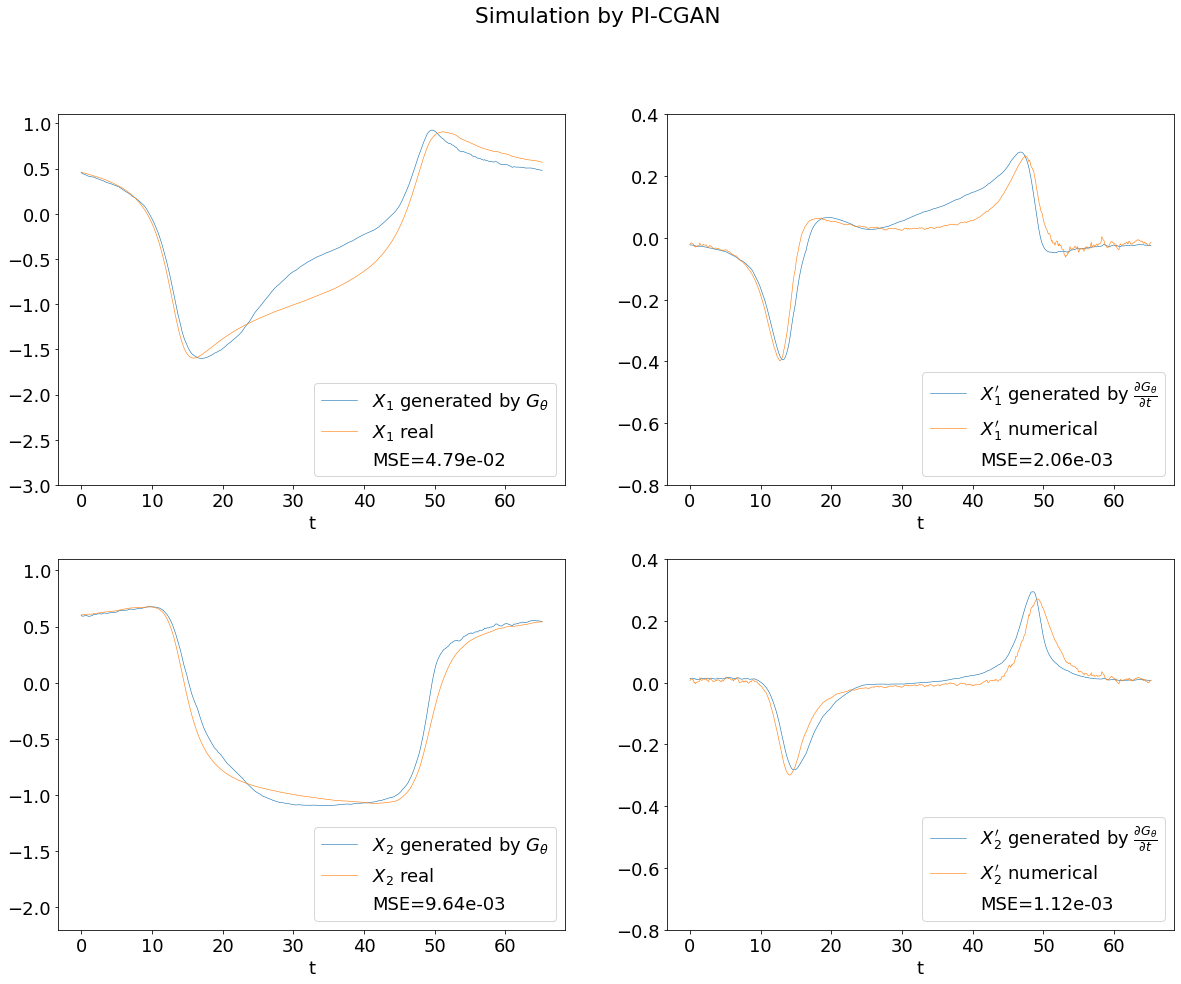 Simulation by PI-CGAN
1.0
0.5
0.0
−0.5
−1.0
−1.5
−2.0
−2.5
−3.0
0 10 20 30 40 50 60
t
X₁ generated by G_θ
X₁ real
MSE=4.79e-02
0.4
0.2
0.0
−0.2
−0.4
−0.6
−0.8
0 10 20 30 40 50 60
t
X₁′ generated by ∂G_θ/∂t
X₁′ numerical
MSE=2.06e-03
1.0
0.5
0.0
−0.5
−1.0
−1.5
−2.0
0 10 20 30 40 50 60
t
X₂ generated by G_θ
X₂ real
MSE=9.64e-03
0.4
0.2
0.0
−0.2
−0.4
−0.6
−0.8
0 10 20 30 40 50 60
t
X₂′ generated by ∂G_θ/∂t
X₂′ numerical
MSE=1.12e-03